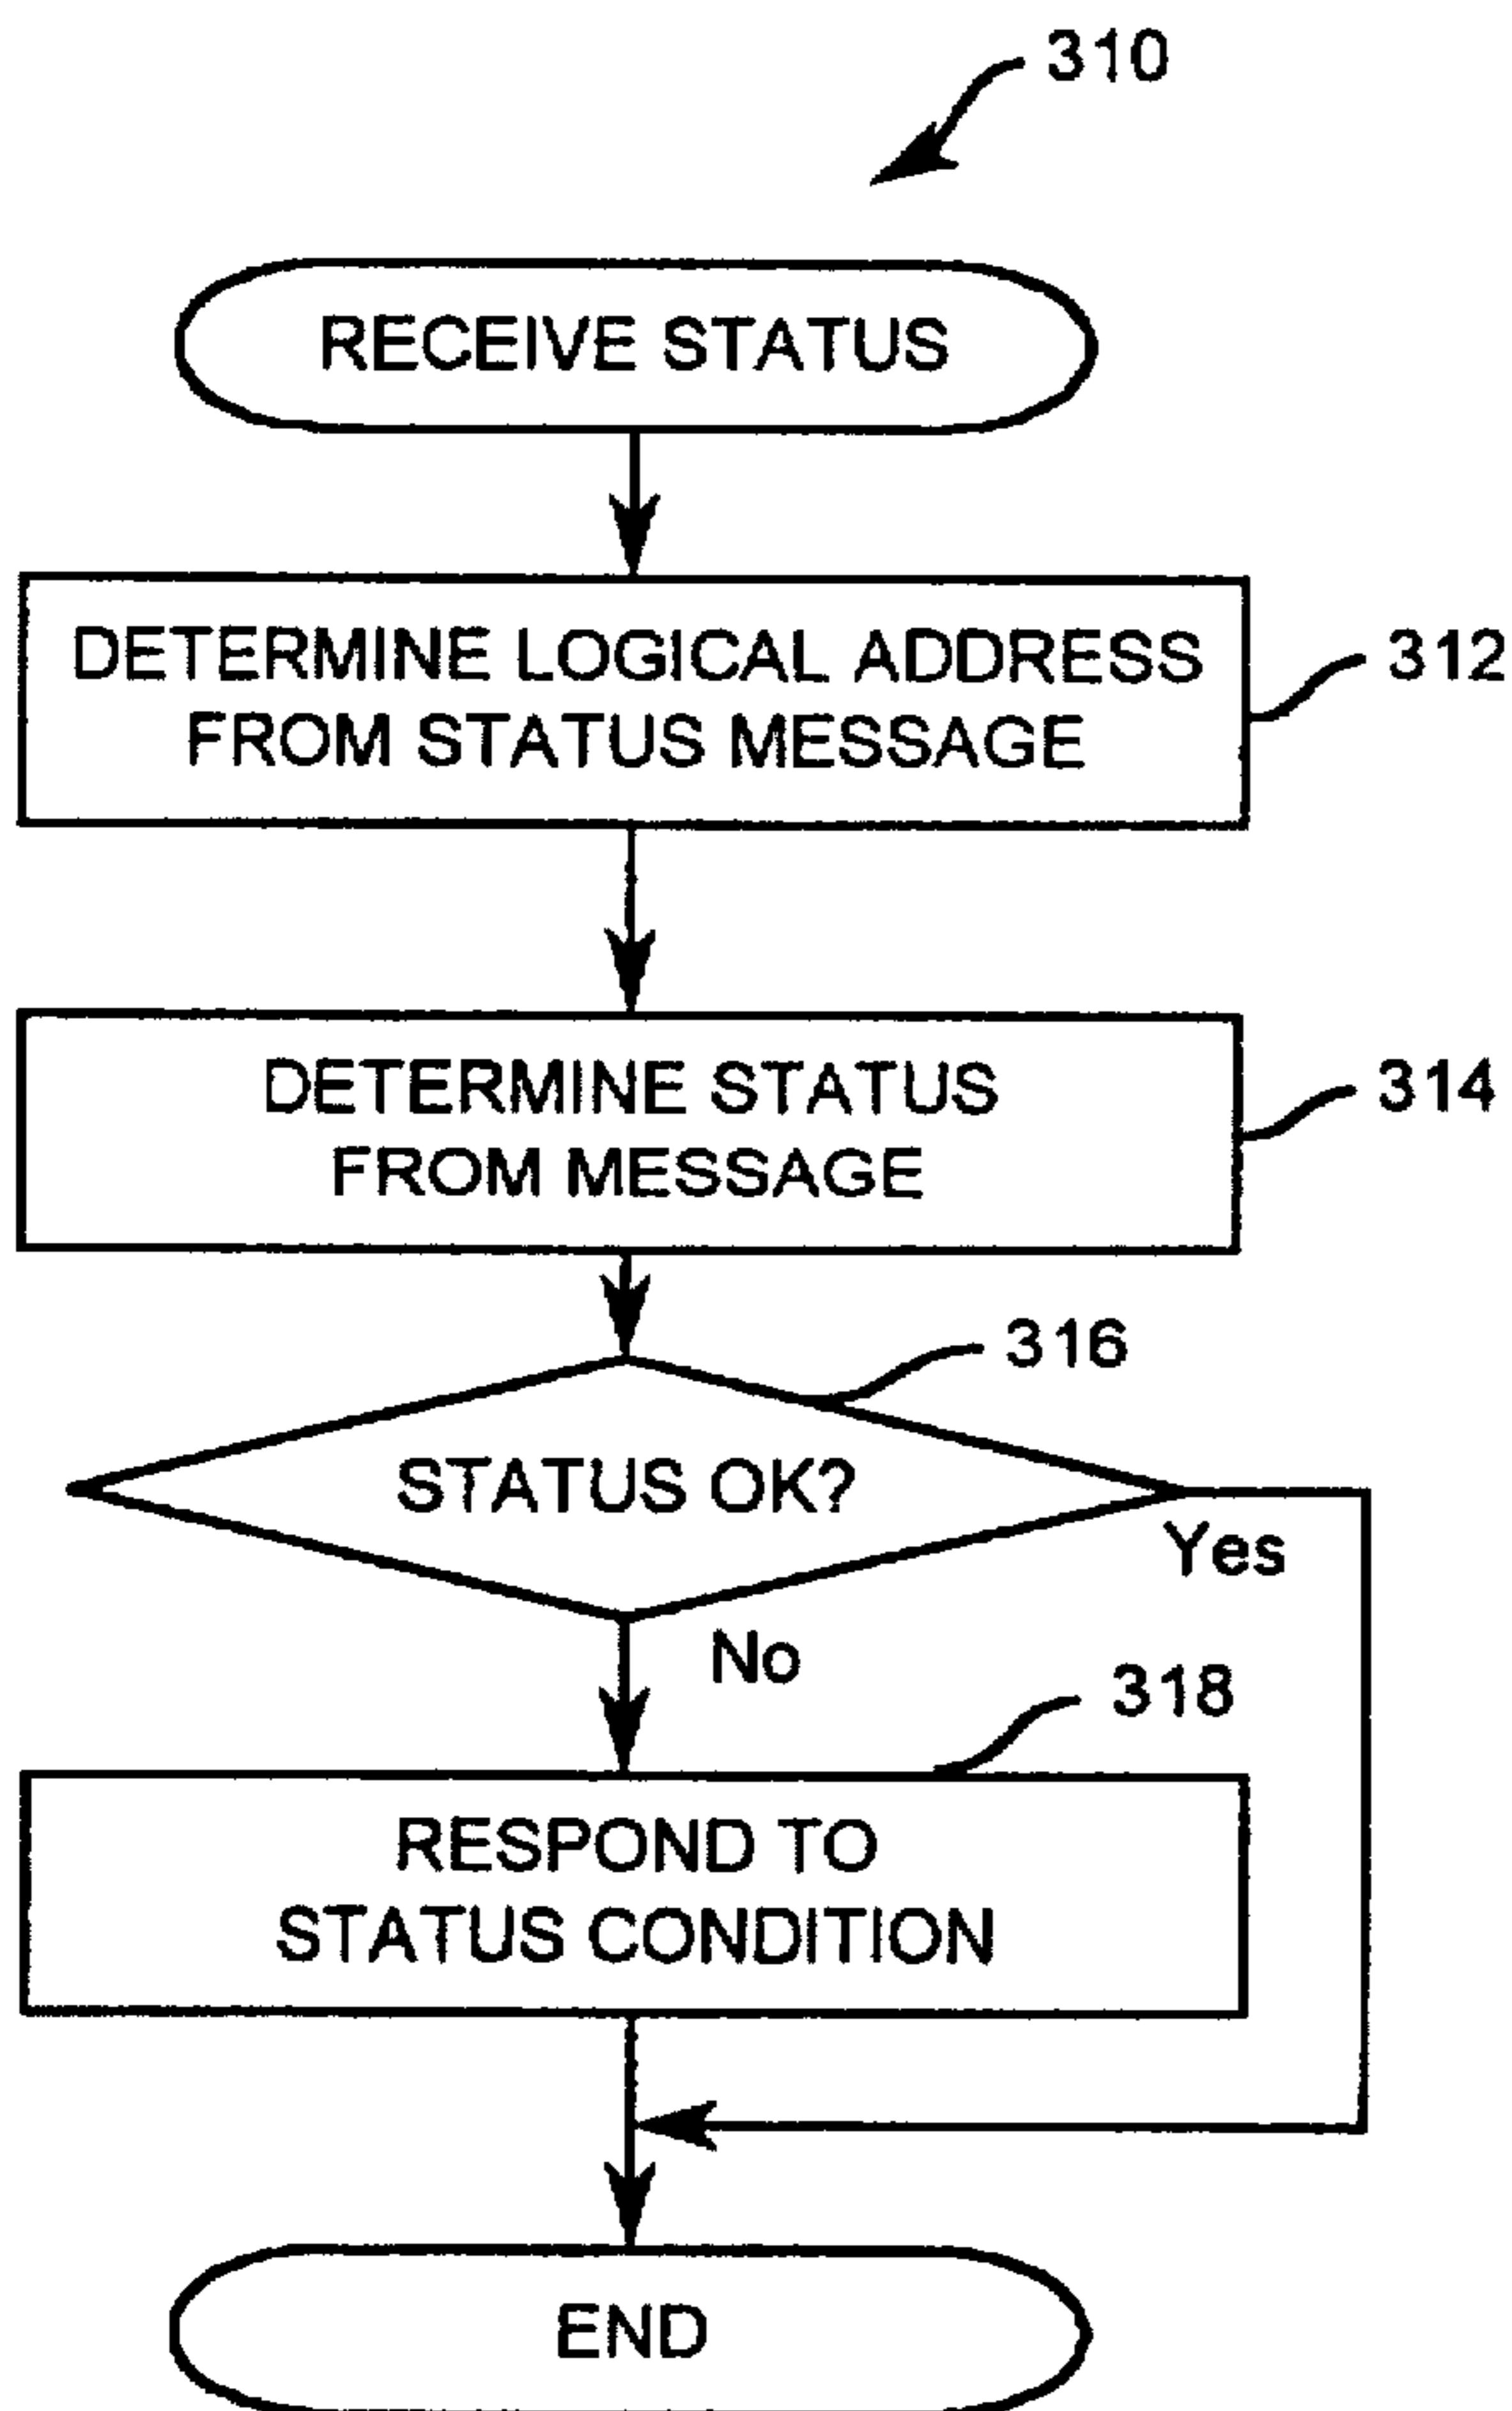 310
RECEIVE STATUS
DETERMINE LOGICAL ADDRESS
FROM STATUS MESSAGE
312
DETERMINE STATUS
FROM MESSAGE
314
316
STATUS OK?
Yes
No
318
RESPOND TO
STATUS CONDITION
END